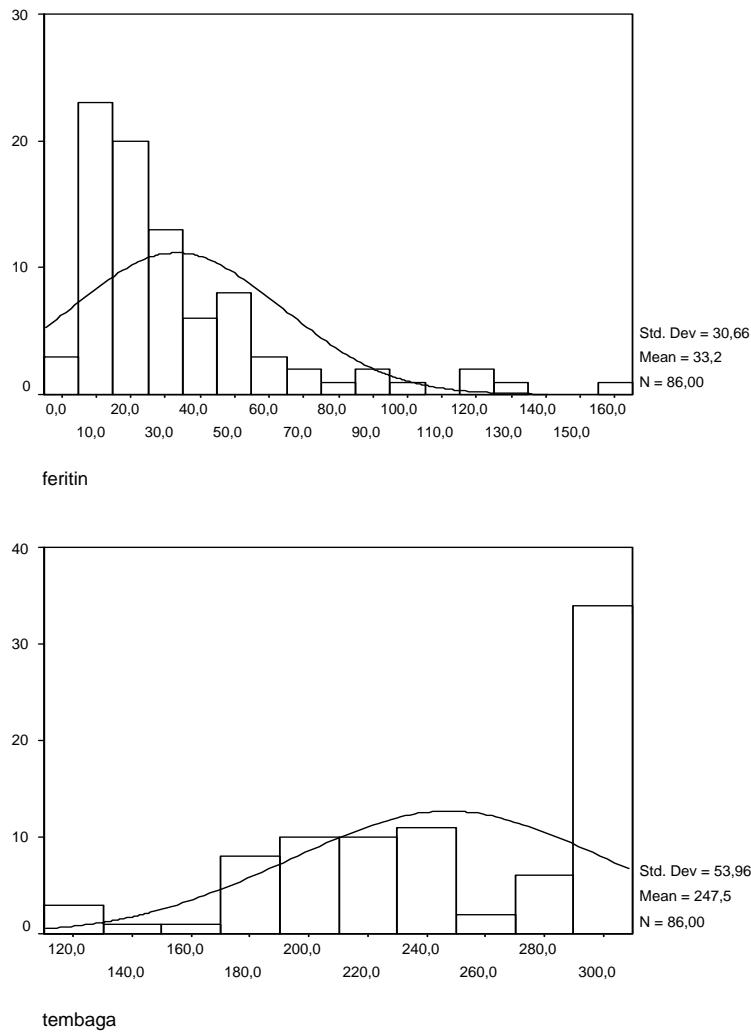 30
20
10
0
Std. Dev = 30,66
Mean = 33,2
N = 86,00
0,0 20,0 40,0 60,0 80,0 100,0 120,0 140,0 160,0
10,0 30,0 50,0 70,0 90,0 110,0 130,0 150,0
feritin
40
30
20
10
0
Std. Dev = 53,96
Mean = 247,5
N = 86,00
120,0 160,0 200,0 240,0 280,0
140,0 180,0 220,0 260,0 300,0
tembaga